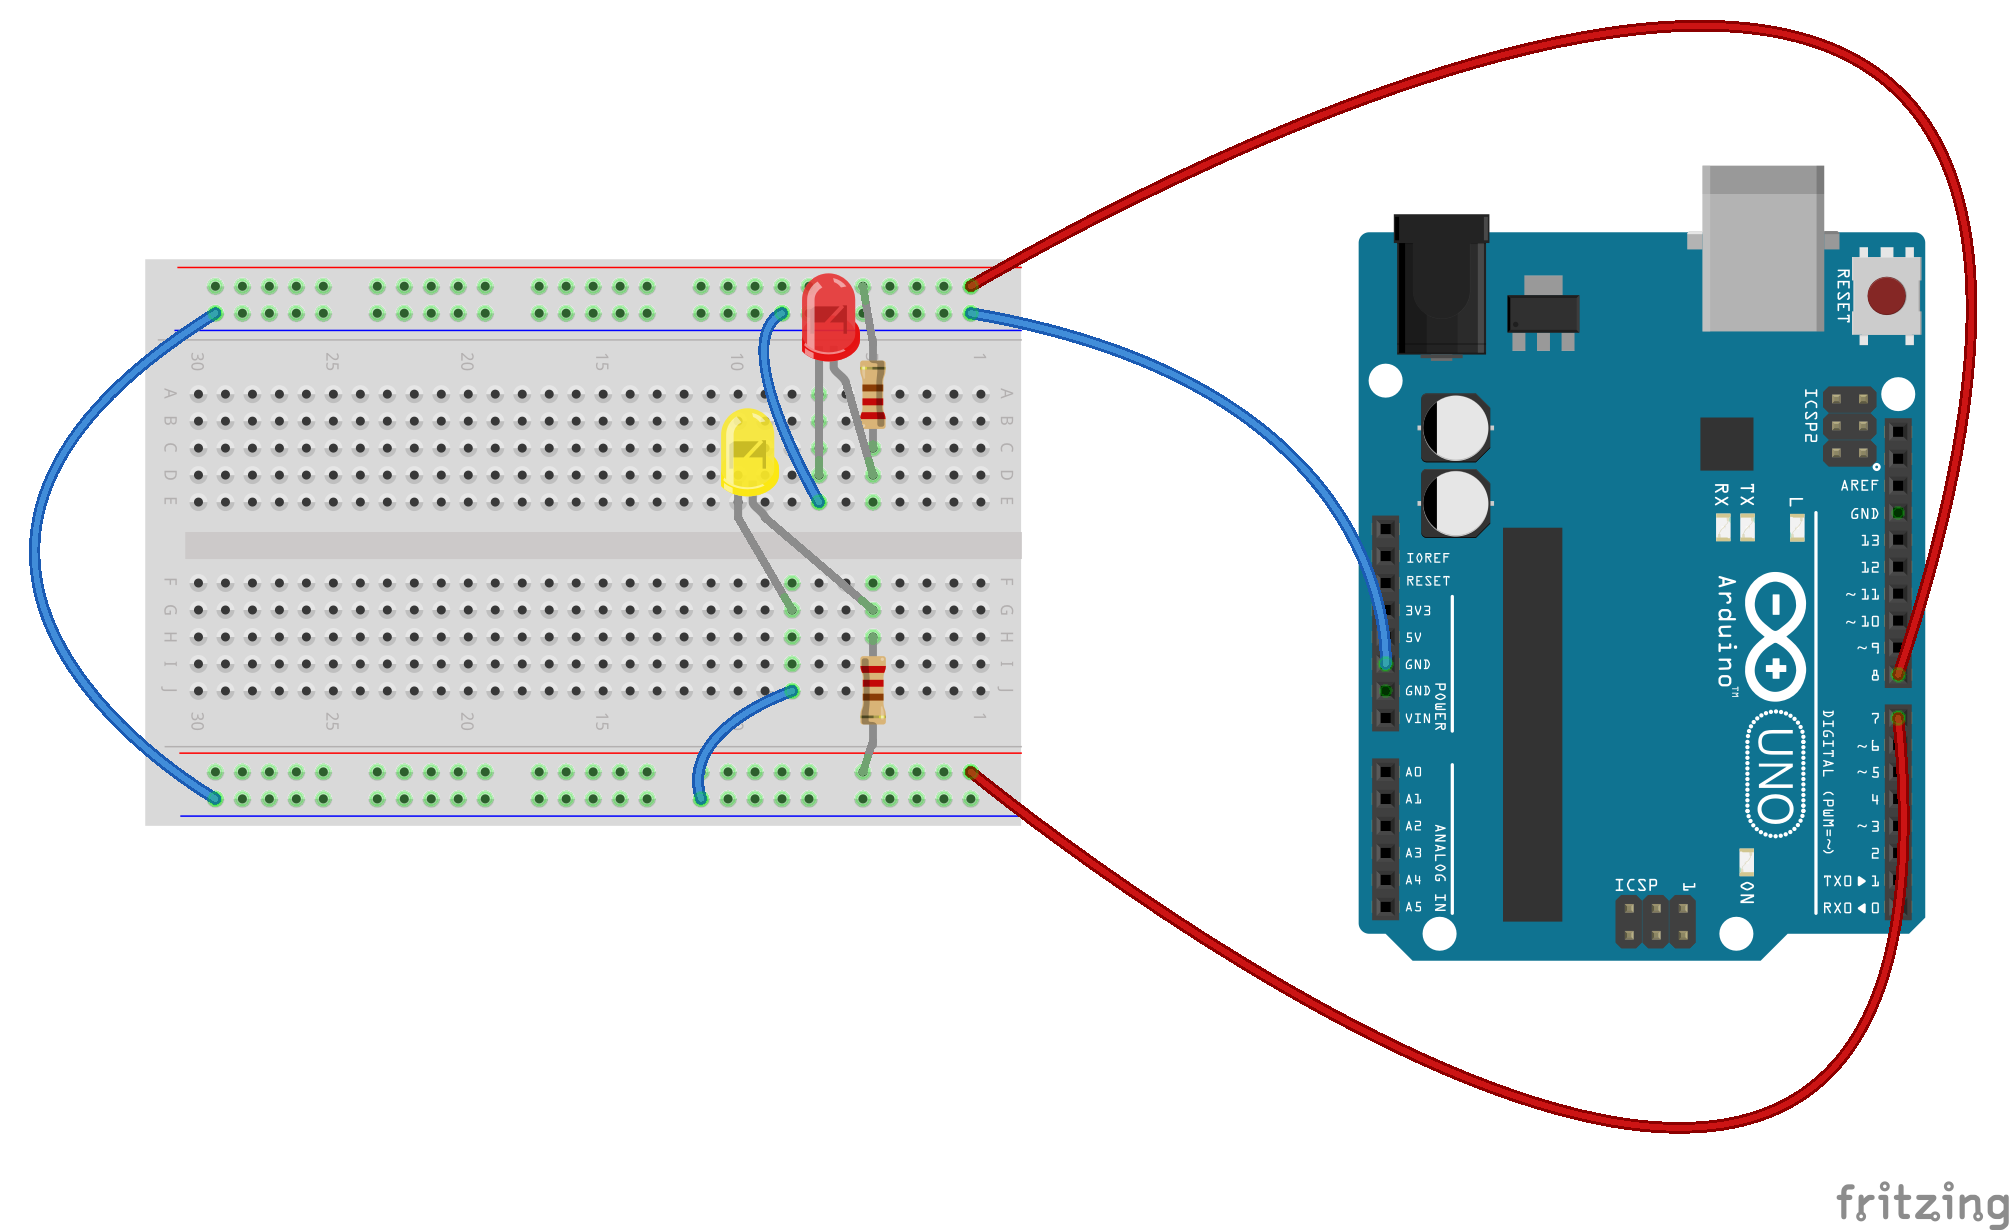 30 25 20 15 10 1
A A
B B
C C
D D
E E
F F
G G
H H
I I
J J
30 25 20 15 1
RESET
ICSP2
AREF
GND
13
12
~11
~10
~9
8
7
~6
~5
4
~3
2
TX0▶1
RX0◀0
RX
TX
L
IOREF
RESET
3V3
5V
GND
GND
VIN
POWER
A0
A1
A2
A3
A4
A5
ANALOG IN
Arduino™
UNO
DIGITAL (PWM=~)
ICSP 1
ON
fritzing